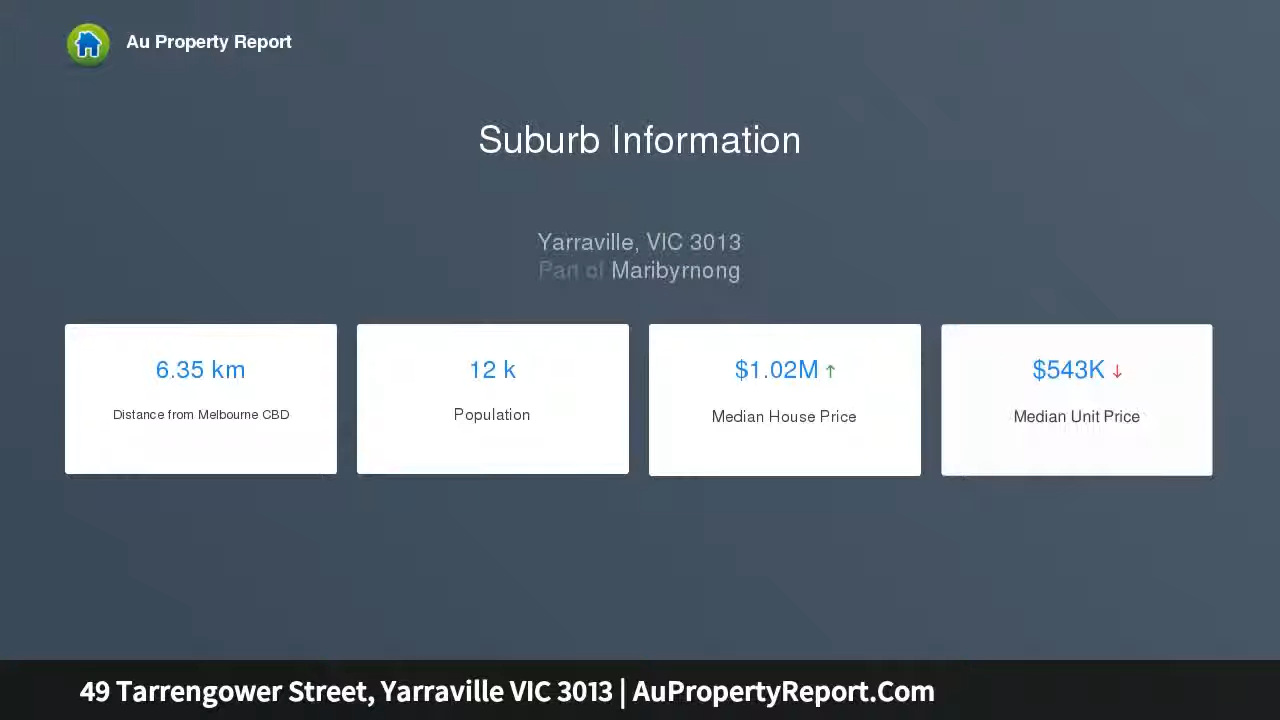 Au Property Report
Suburb Information
Yarraville, VIC 3013
Part of Maribyrnong
6.35 km
Distance from Melbourne CBD
12 k
Population
$1.02M ↑
Median House Price
$543K ↓
Median Unit Price
49 Tarrengower Street, Yarraville VIC 3013 | AuPropertyReport.Com